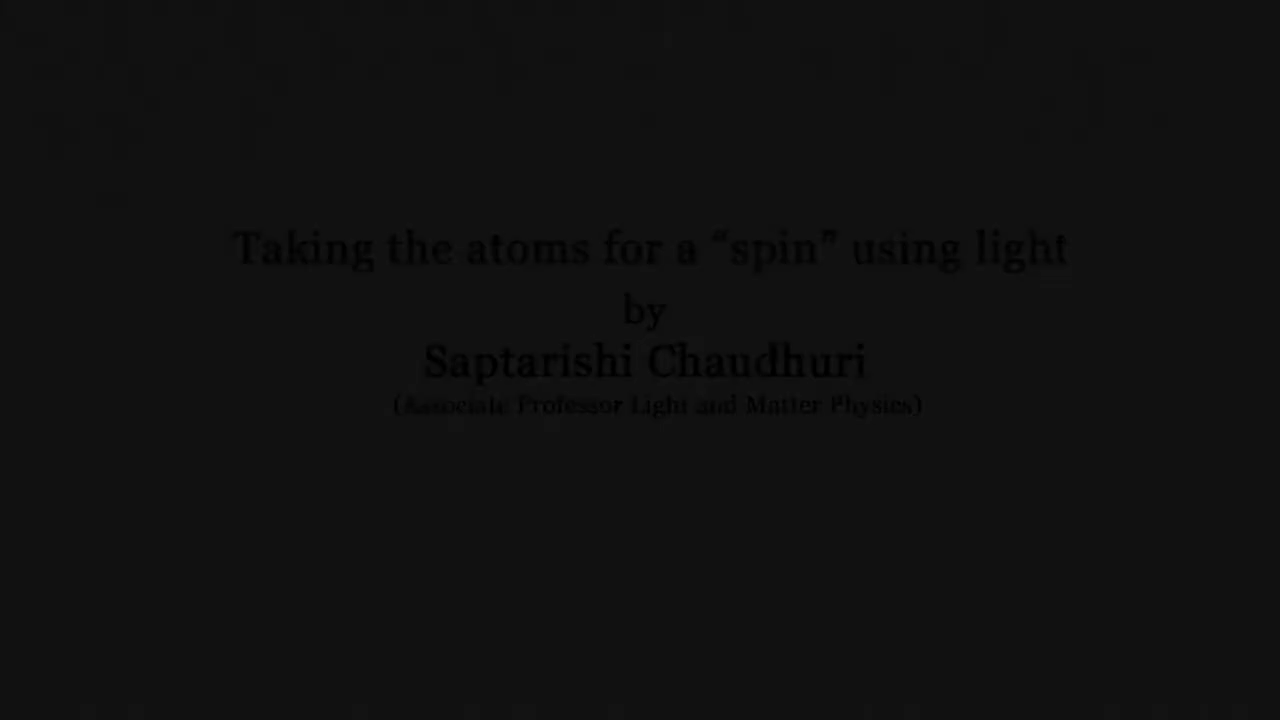 Taking the atoms for a “spin” using light
by
Saptarishi Chaudhuri
(Associate Professor Light and Matter Physics)